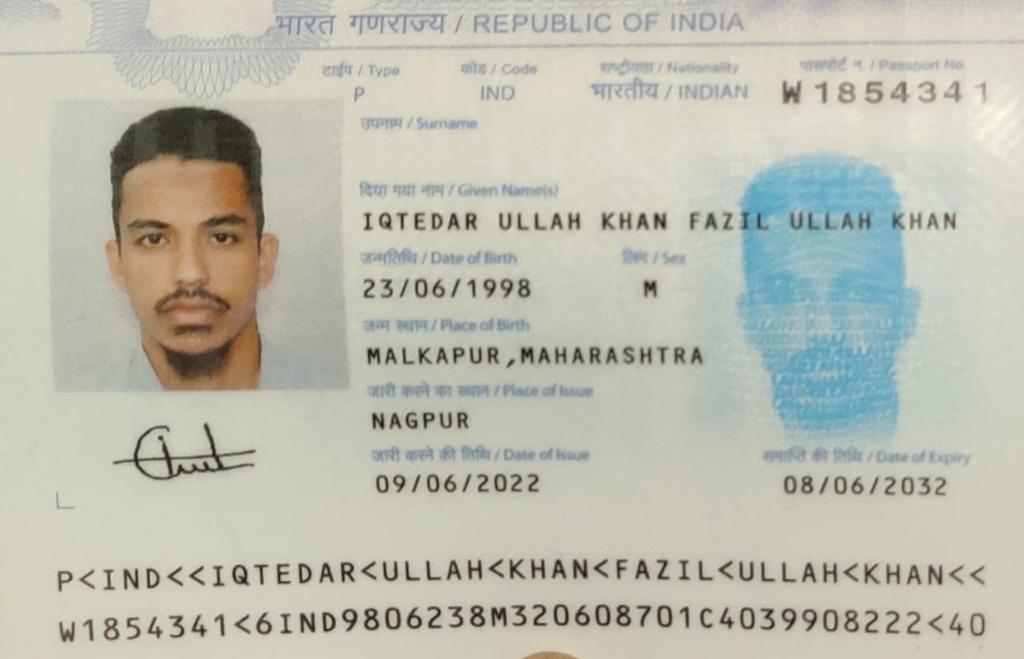 भारत गणराज्य / REPUBLIC OF INDIA
टाईप / Type कोड / Code राष्ट्रीयता / Nationality पासपोर्ट न. / Passport No.
P IND भारतीय / INDIAN W1854341
उपनाम / Surname
दिया गया नाम / Given Name(s)
IQTEDAR ULLAH KHAN FAZIL ULLAH KHAN
जन्मतिथि / Date of Birth लिंग / Sex
23/06/1998 M
जन्म स्थान / Place of Birth
MALKAPUR,MAHARASHTRA
जारी करने का स्थान / Place of Issue
NAGPUR
जारी करने की तिथि / Date of Issue समाप्ति की तिथि / Date of Expiry
09/06/2022 08/06/2032
P<IND<<IQTEDAR<ULLAH<KHAN<FAZIL<ULLAH<KHAN<<
W1854341<6IND9806238M320608701C4039908222<40